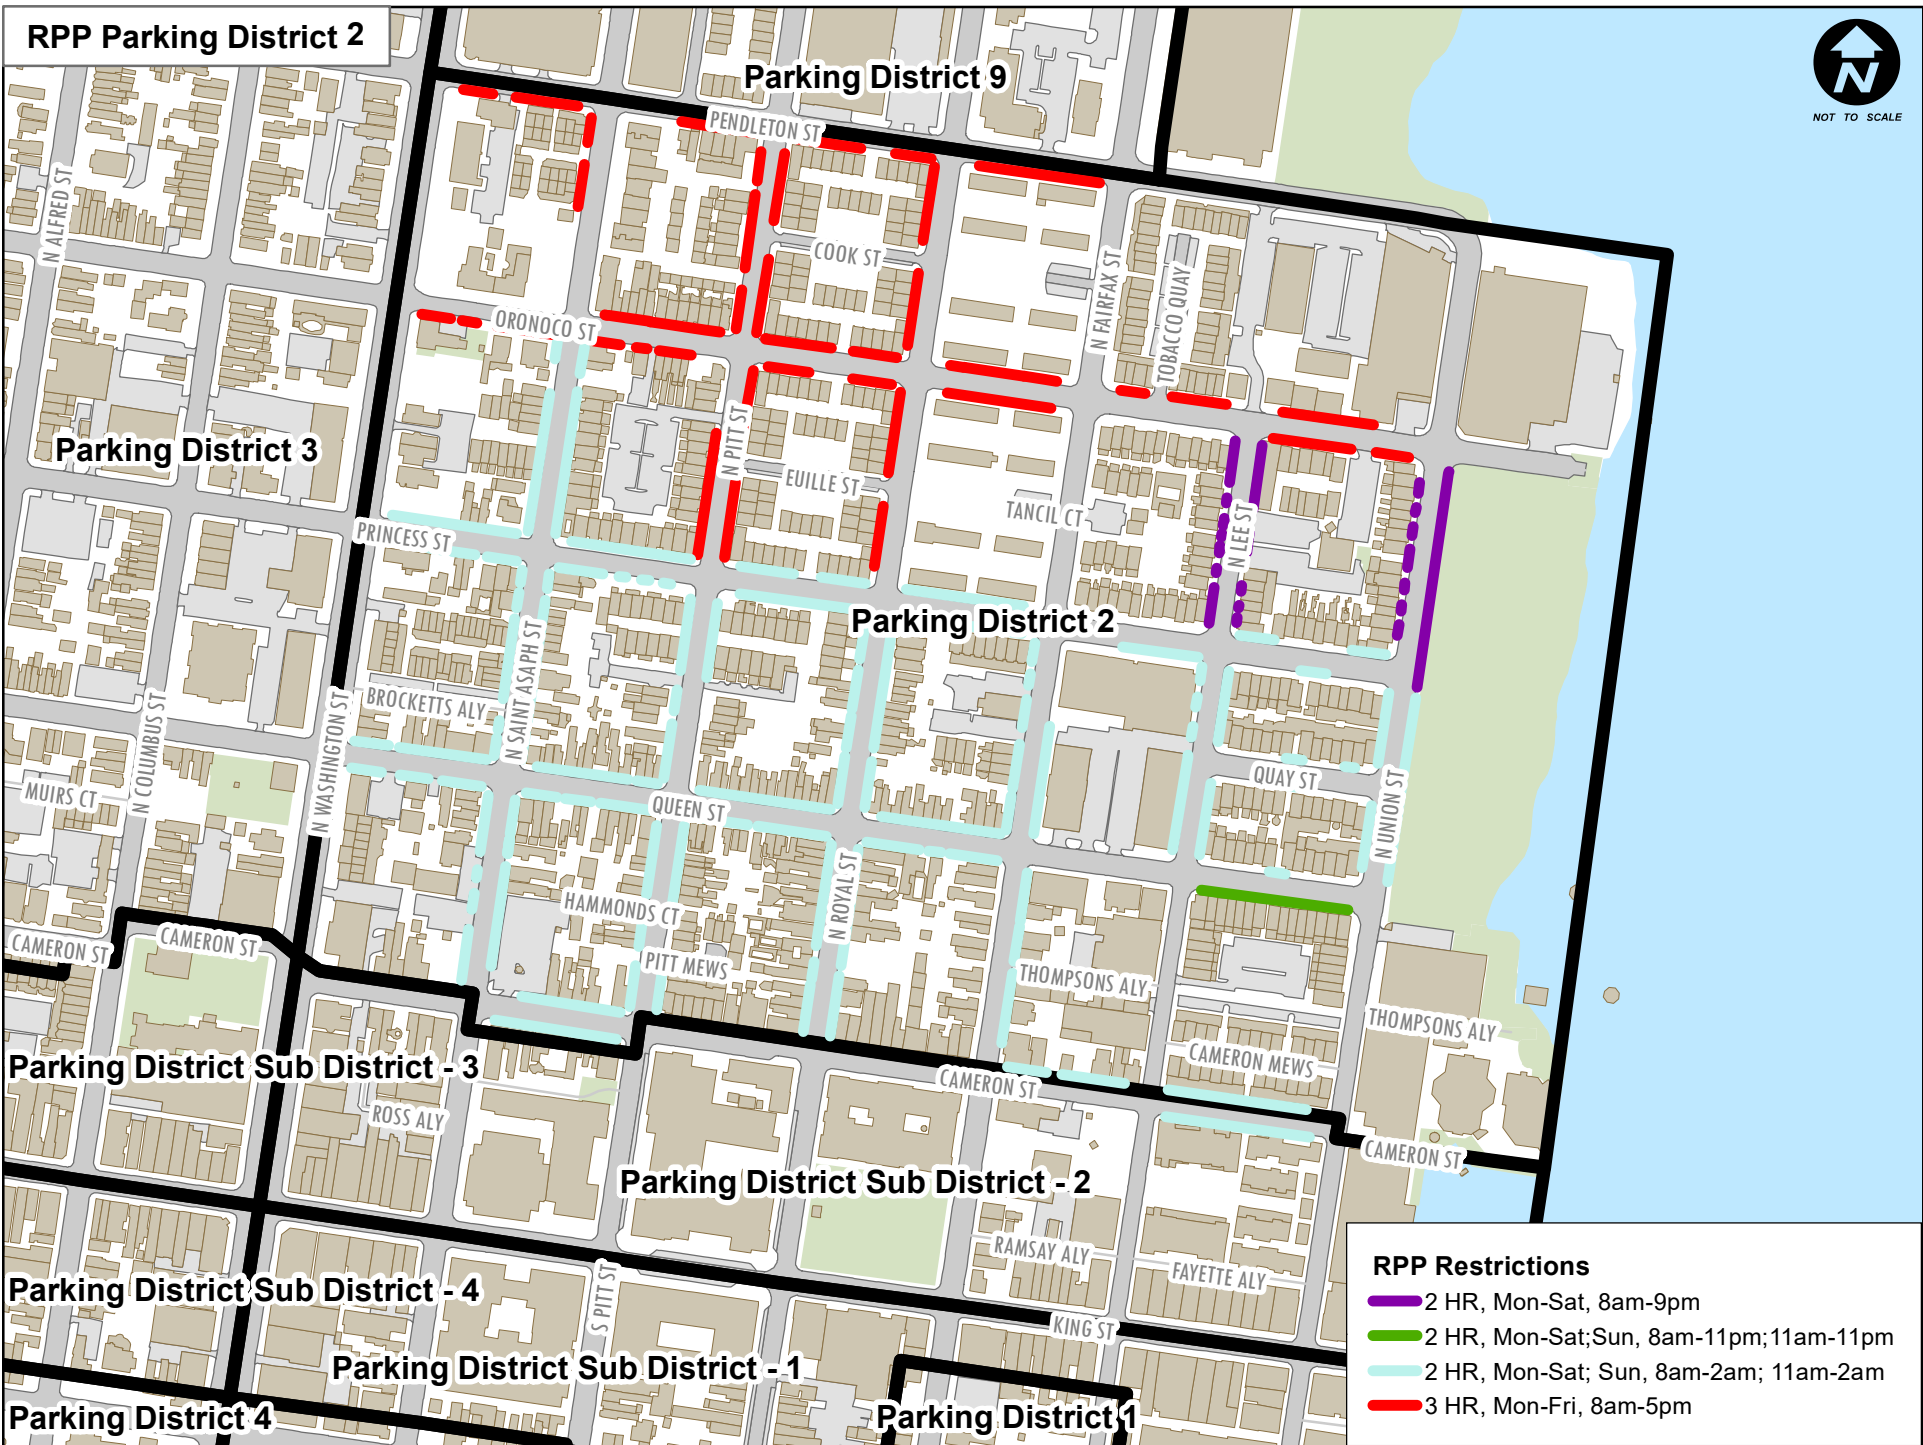 RPP Parking District 2
Parking District 9
N
NOT TO SCALE
PENDLETON ST
N ALFRED ST
COOK ST
N FAIRFAX ST
TOBACCO QUAY
ORONOCO ST
Parking District 3
N PITT ST
EUILLE ST
TANCIL CT
PRINCESS ST
N LEE ST
Parking District 2
N SAINT ASAPH ST
BROCKETTS ALY
N COLUMBUS ST
N WASHINGTON ST
QUAY ST
MUIRS CT
QUEEN ST
N UNION ST
N ROYAL ST
HAMMONDS CT
CAMERON ST
CAMERON ST
PITT MEWS
THOMPSONS ALY
THOMPSONS ALY
CAMERON MEWS
Parking District Sub District - 3
CAMERON ST
ROSS ALY
CAMERON ST
Parking District Sub District - 2
RAMSAY ALY
FAYETTE ALY
Parking District Sub District - 4
S PITT ST
KING ST
Parking District Sub District - 1
Parking District 4
Parking District 1
RPP Restrictions
2 HR, Mon-Sat, 8am-9pm
2 HR, Mon-Sat;Sun, 8am-11pm;11am-11pm
2 HR, Mon-Sat; Sun, 8am-2am; 11am-2am
3 HR, Mon-Fri, 8am-5pm